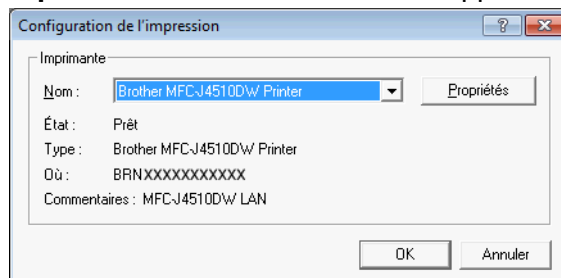 Configuration de l'impression
Imprimante
Nom : Brother MFC-J4510DW Printer Propriétés
État : Prêt
Type : Brother MFC-J4510DW Printer
Où : BRNXXXXXXXXXXX
Commentaires : MFC-J4510DW LAN
OK Annuler